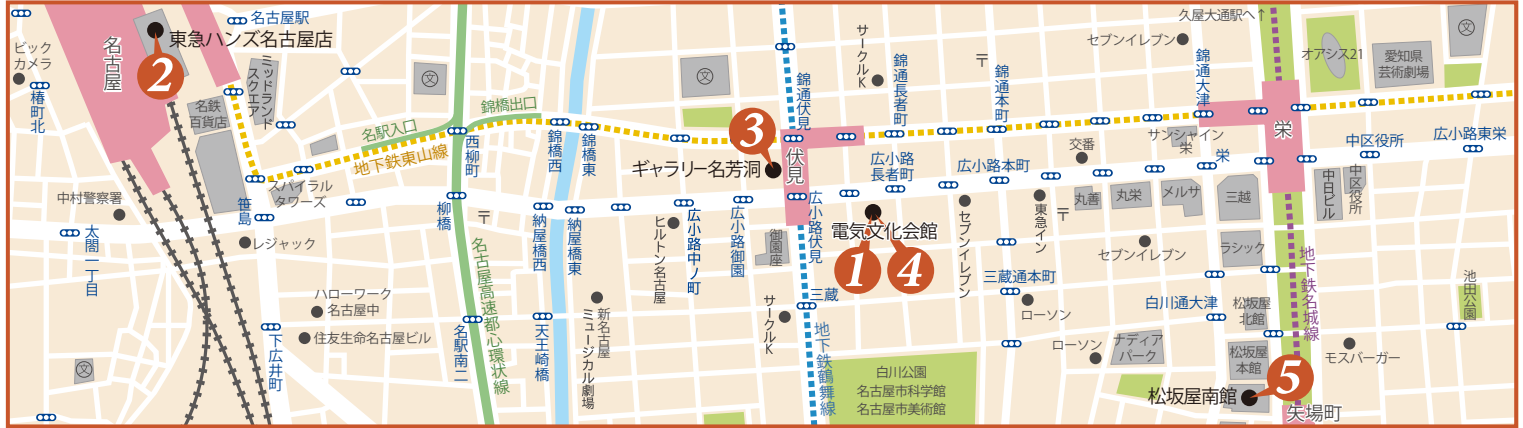 名古屋駅
久屋大通駅へ↑
ビック
カメラ
名古屋
東急ハンズ名古屋店
2
ミッドランド
スクエア
名鉄
百貨店
椿町北
文
名駅入口
錦橋出口
地下鉄東山線
西柳町
錦橋西
錦橋東
文
3
ギャラリー名芳洞
伏見
錦通伏見
サークルK
錦通長者町
〒
錦通本町
セブンイレブン
錦通大津
オアシス21
愛知県
芸術劇場
文
サンシャイン
栄
栄
中区役所
広小路東栄
交番
栄
広小路
長者町
広小路本町
中村警察署
スパイラル
タワーズ
笹島
レジャック
太閤一丁目
柳橋
〒
納屋橋西
納屋橋東
ヒルトン名古屋
広小路中ノ町
広小路御園
御園座
広小路伏見
電気文化会館
1
4
セブンイレブン
東急イン
〒
丸善
丸栄
メルサ
三越
中日ビル
中区役所
セブンイレブン
ラシック
地下鉄名城線
池田公園
ハローワーク
名古屋中
住友生命名古屋ビル
下広井町
名古屋高速都心環状線
名駅南二
天王崎橋
新名古屋
ミュージカル劇場
サークルK
三蔵
地下鉄鶴舞線
三蔵通本町
ローソン
白川通大津
松坂屋
北館
ローソン
ナディア
パーク
松坂屋
本館
モスバーガー
文
白川公園
名古屋市科学館
名古屋市美術館
松坂屋南館
5
矢場町